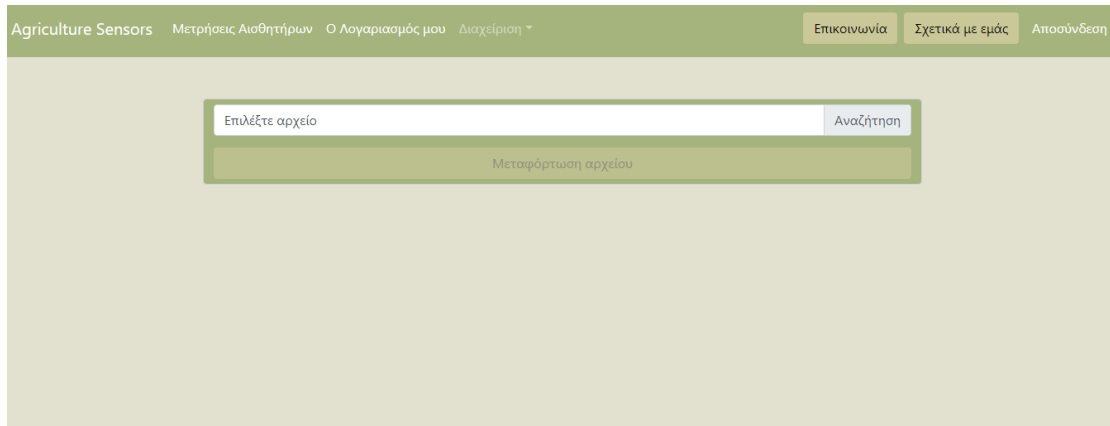 Agriculture Sensors Μετρήσεις Αισθητήρων Ο Λογαριασμός μου Διαχείριση Επικοινωνία Σχετικά με εμάς Αποσύνδεση
Επιλέξτε αρχείο Αναζήτηση
Μεταφόρτωση αρχείου